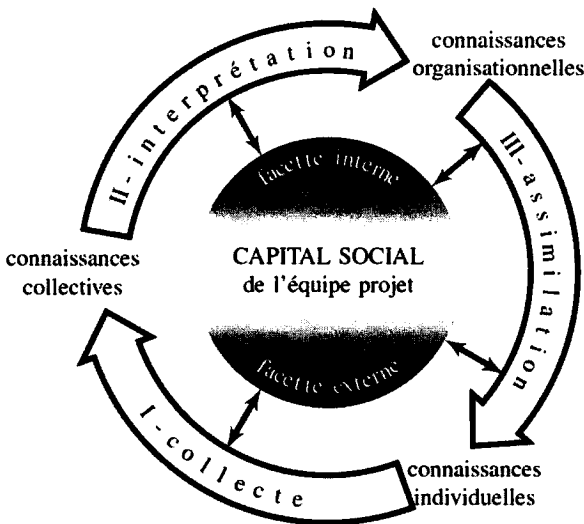 connaissances
organisationnelles
II-interprétation
III-assimilation
facette interne
CAPITAL SOCIAL
de l'équipe projet
connaissances
collectives
facette externe
I-collecte
connaissances
individuelles